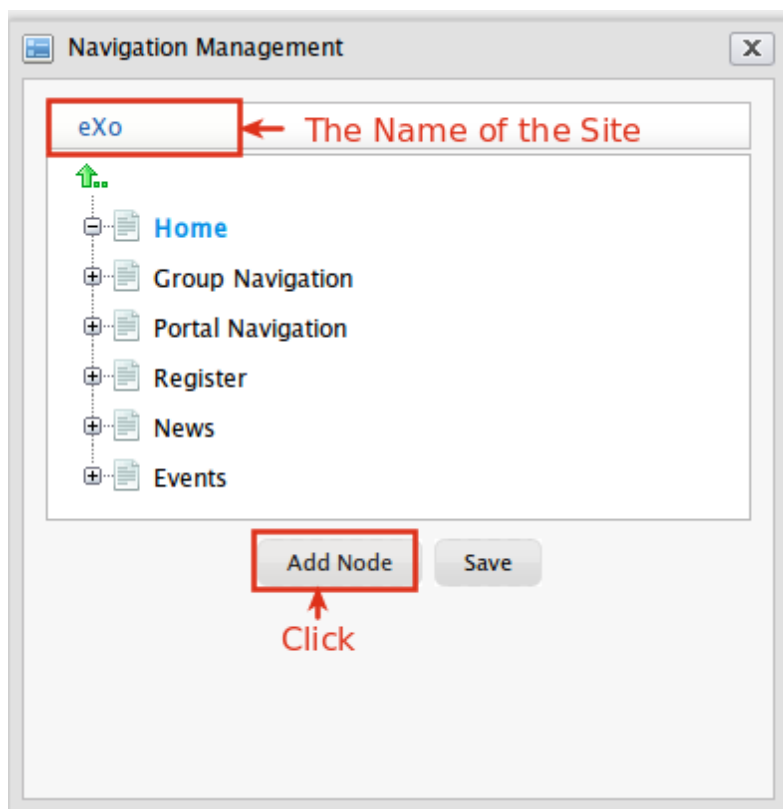 Navigation Management
eXo
The Name of the Site
Home
Group Navigation
Portal Navigation
Register
News
Events
Add Node
Save
Click